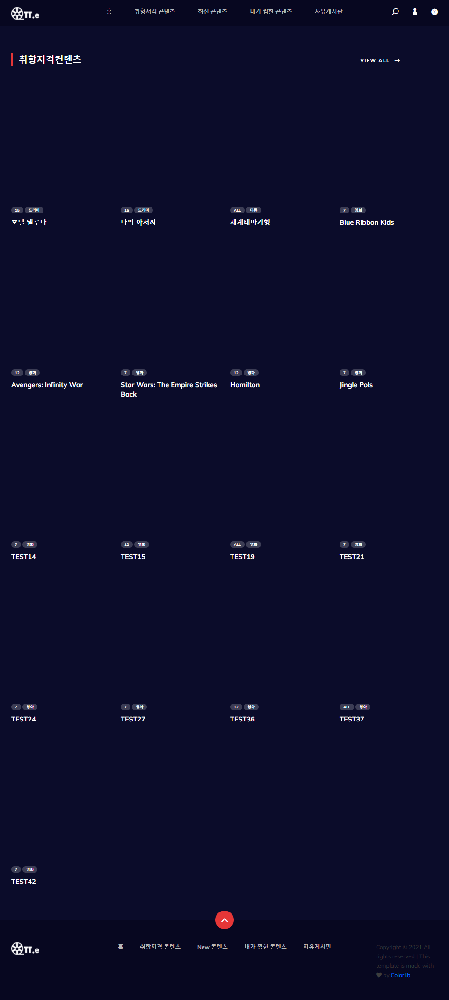 TT.e 홈 취향저격 콘텐츠 최신 콘텐츠 내가 찜한 콘텐츠 자유게시판
취향저격컨텐츠 VIEW ALL →
15 드라마 15 드라마 ALL 다큐 7 영화
호텔 델루나 나의 아저씨 세계테마기행 Blue Ribbon Kids
12 영화 7 영화 12 영화 7 영화
Avengers: Infinity War Star Wars: The Empire Strikes Hamilton Jingle Pols
Back
7 영화 12 영화 ALL 영화 7 영화
TEST14 TEST15 TEST19 TEST21
7 영화 7 영화 12 영화 ALL 영화
TEST24 TEST27 TEST36 TEST37
7 영화
TEST42
TT.e 홈 취향저격 콘텐츠 New 콘텐츠 내가 찜한 콘텐츠 자유게시판 Copyright © 2021 All
rights reserved | This
template is made with
♥ by Colorlib